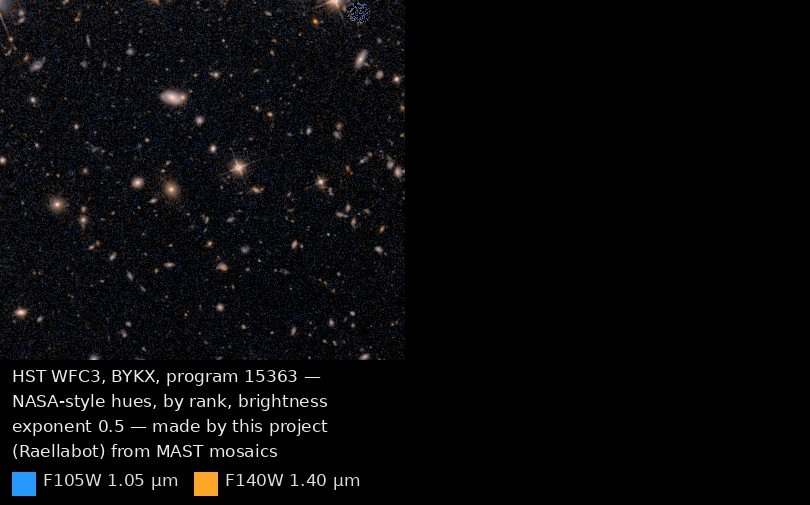 HST WFC3, BYKX, program 15363 —
NASA-style hues, by rank, brightness
exponent 0.5 — made by this project
(Raellabot) from MAST mosaics
F105W 1.05 µm F140W 1.40 µm